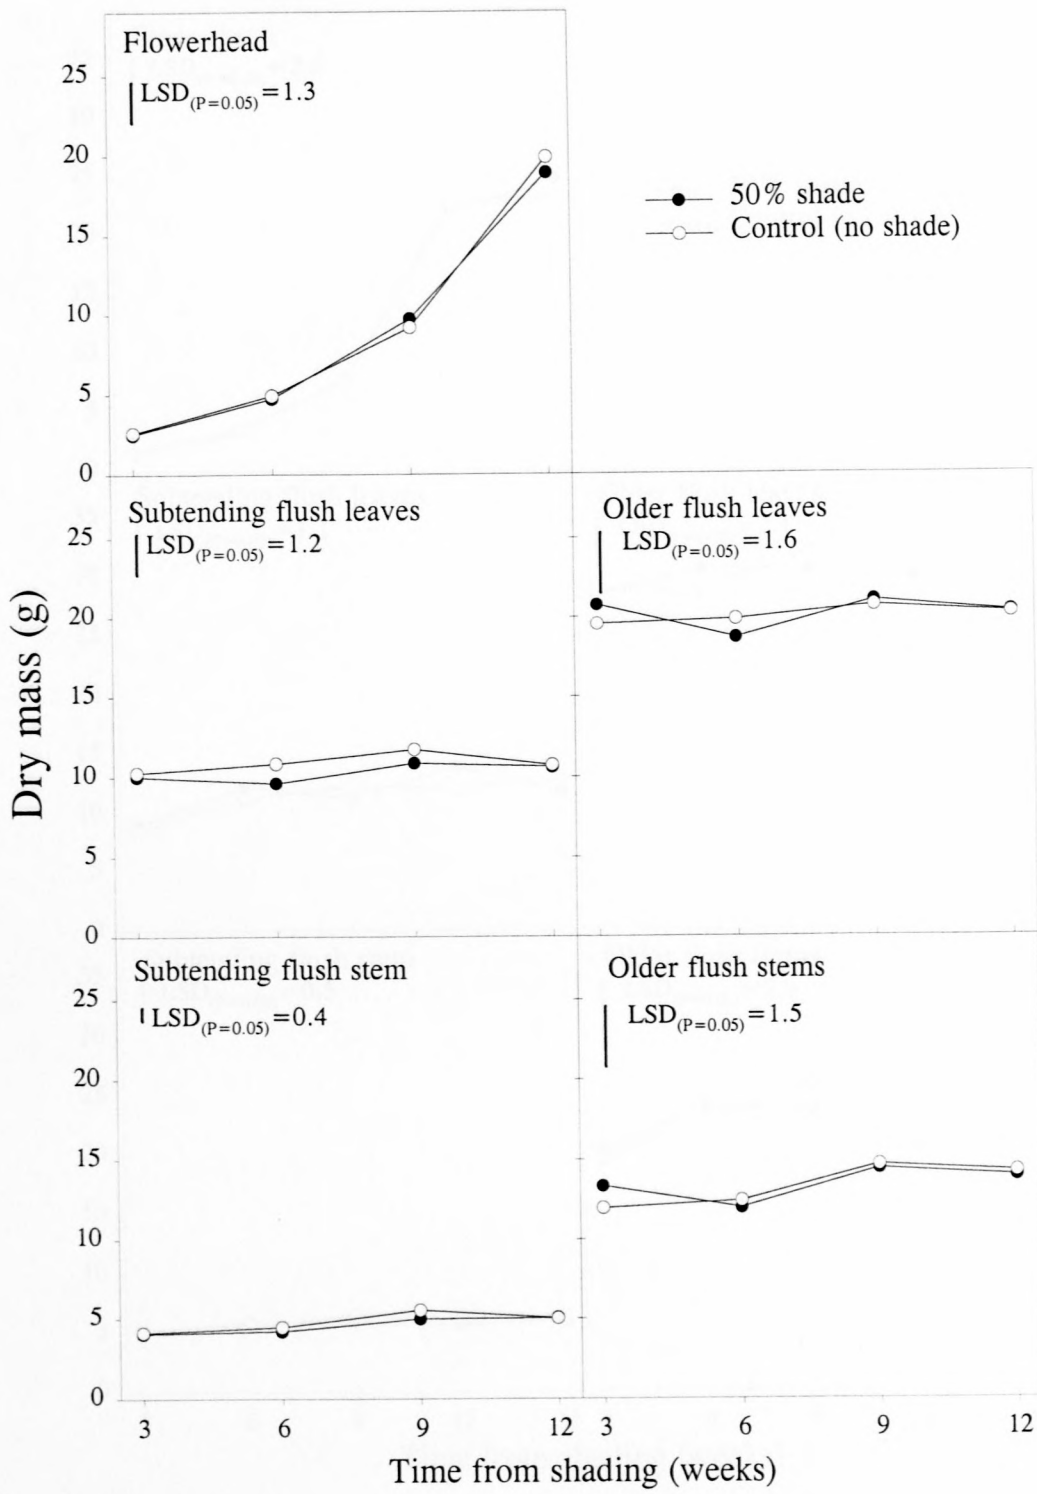 Flowerhead
LSD(P=0.05)=1.3
25
20
15
10
5
0
50% shade
Control (no shade)
Subtending flush leaves
LSD(P=0.05)=1.2
25
20
15
10
5
0
Older flush leaves
LSD(P=0.05)=1.6
Dry mass (g)
Subtending flush stem
LSD(P=0.05)=0.4
25
20
15
10
5
0
Older flush stems
LSD(P=0.05)=1.5
3 6 9 12 3 6 9 12
Time from shading (weeks)